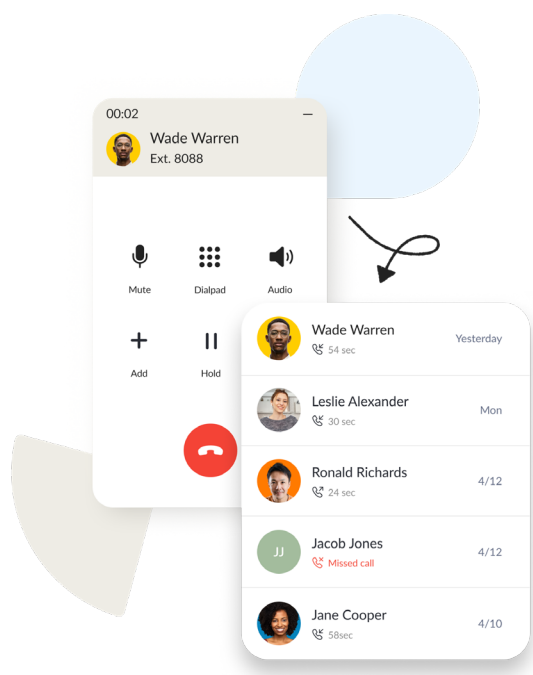 00:02
Wade Warren
Ext. 8088
Mute
Dialpad
Audio
Add
Hold
Wade Warren
54 sec
Yesterday
Leslie Alexander
30 sec
Mon
Ronald Richards
24 sec
4/12
JJ
Jacob Jones
Missed call
4/12
Jane Cooper
58sec
4/10